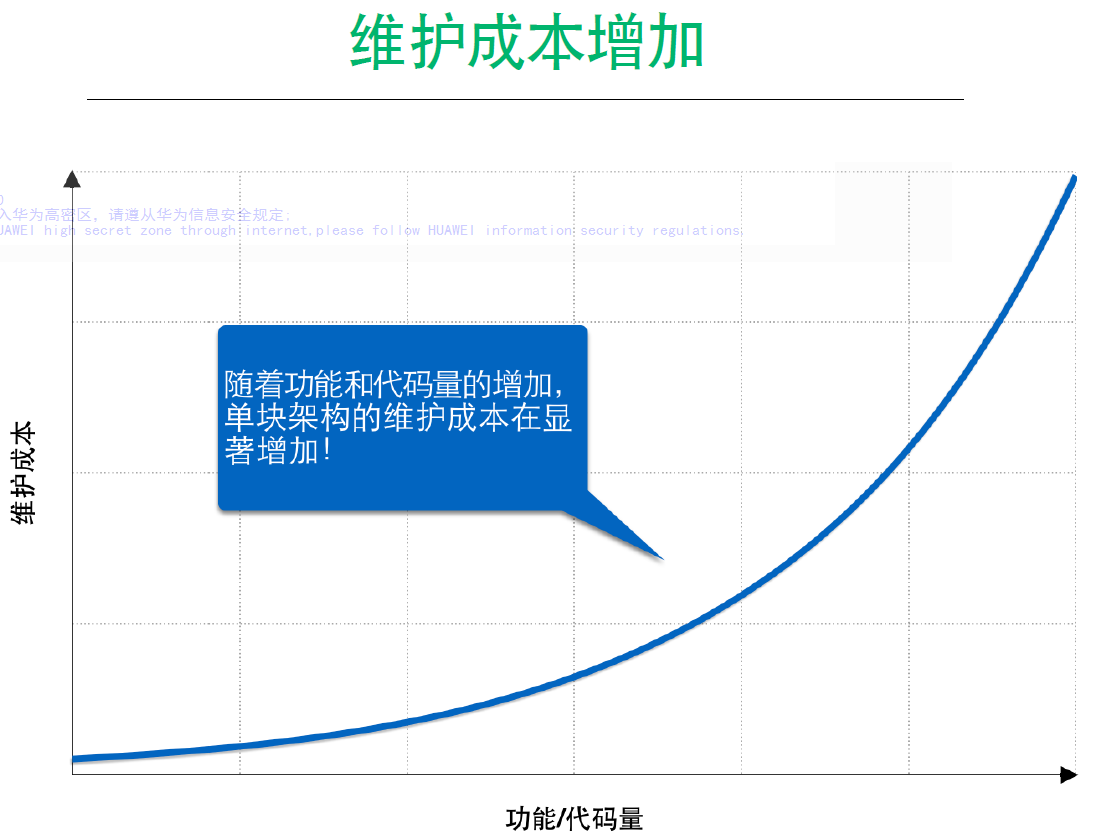 维护成本增加
入华为高密区，请遵从华为信息安全规定;
UAWEI high secret zone through internet,please follow HUAWEI information security regulations.
随着功能和代码量的增加，
单块架构的维护成本在显
著增加！
维护成本
功能/代码量